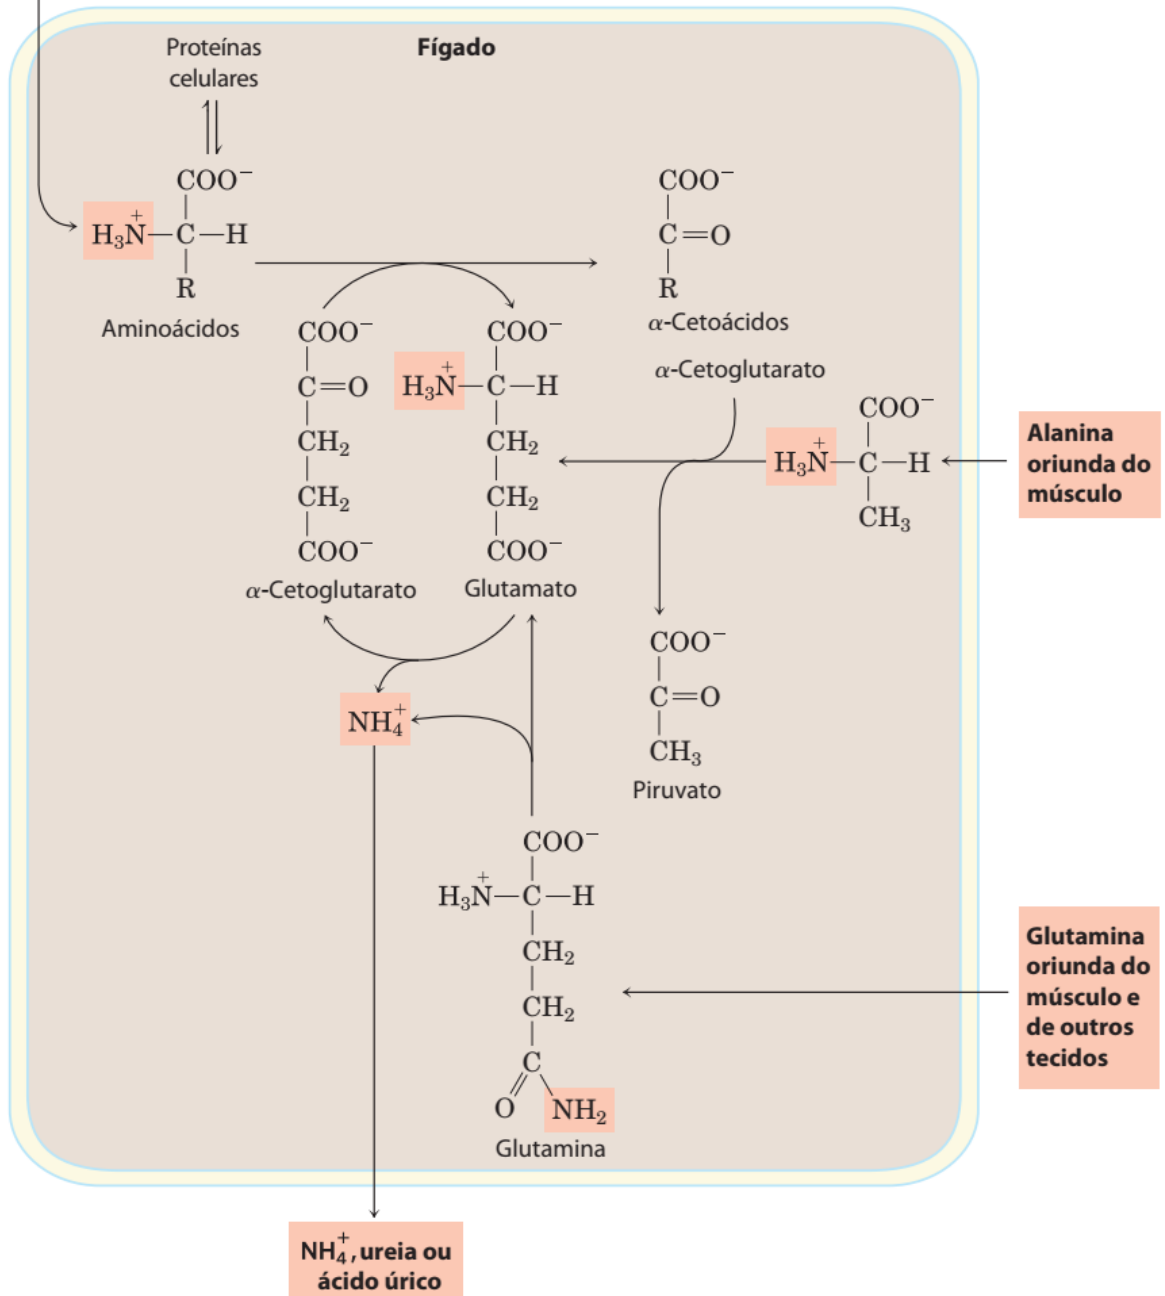 Proteínas
celulares
Fígado
COO⁻
H₃N⁺—C—H
R
Aminoácidos
COO⁻
C=O
R
α-Cetoácidos
COO⁻
C=O
CH₂
CH₂
COO⁻
α-Cetoglutarato
COO⁻
H₃N⁺—C—H
CH₂
CH₂
COO⁻
Glutamato
α-Cetoglutarato
COO⁻
H₃N⁺—C—H
CH₃
Alanina
oriunda do
músculo
COO⁻
C=O
CH₃
Piruvato
NH₄⁺
COO⁻
H₃N⁺—C—H
CH₂
CH₂
C
O NH₂
Glutamina
Glutamina
oriunda do
músculo e
de outros
tecidos
NH₄⁺, ureia ou
ácido úrico